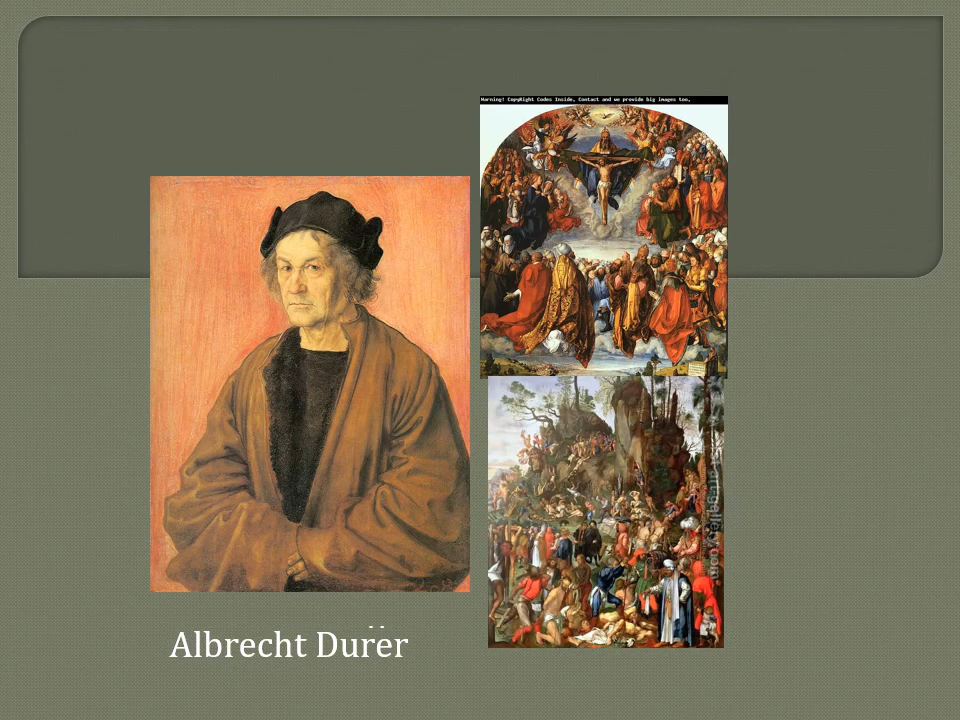 Warning! CopyRight Codes Inside, Contact and we provide big images too,
Albrecht Durer